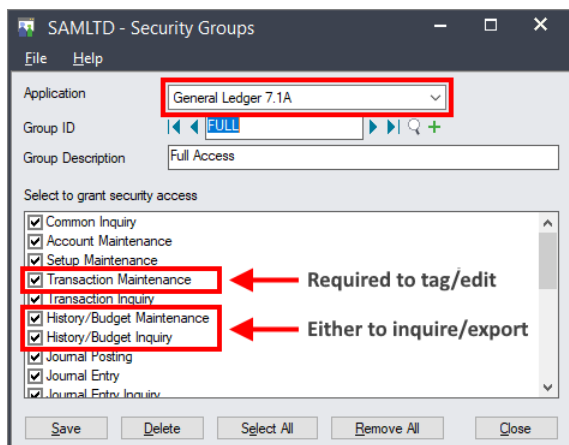 SAMLTD - Security Groups
File Help
Application General Ledger 7.1A
Group ID FULL
Group Description Full Access
Select to grant security access
Common Inquiry
Account Maintenance
Setup Maintenance
Transaction Maintenance Required to tag/edit
Transaction Inquiry
History/Budget Maintenance
Either to inquire/export
History/Budget Inquiry
Journal Posting
Journal Entry
Journal Entry Inquiry
Save Delete Select All Remove All Close